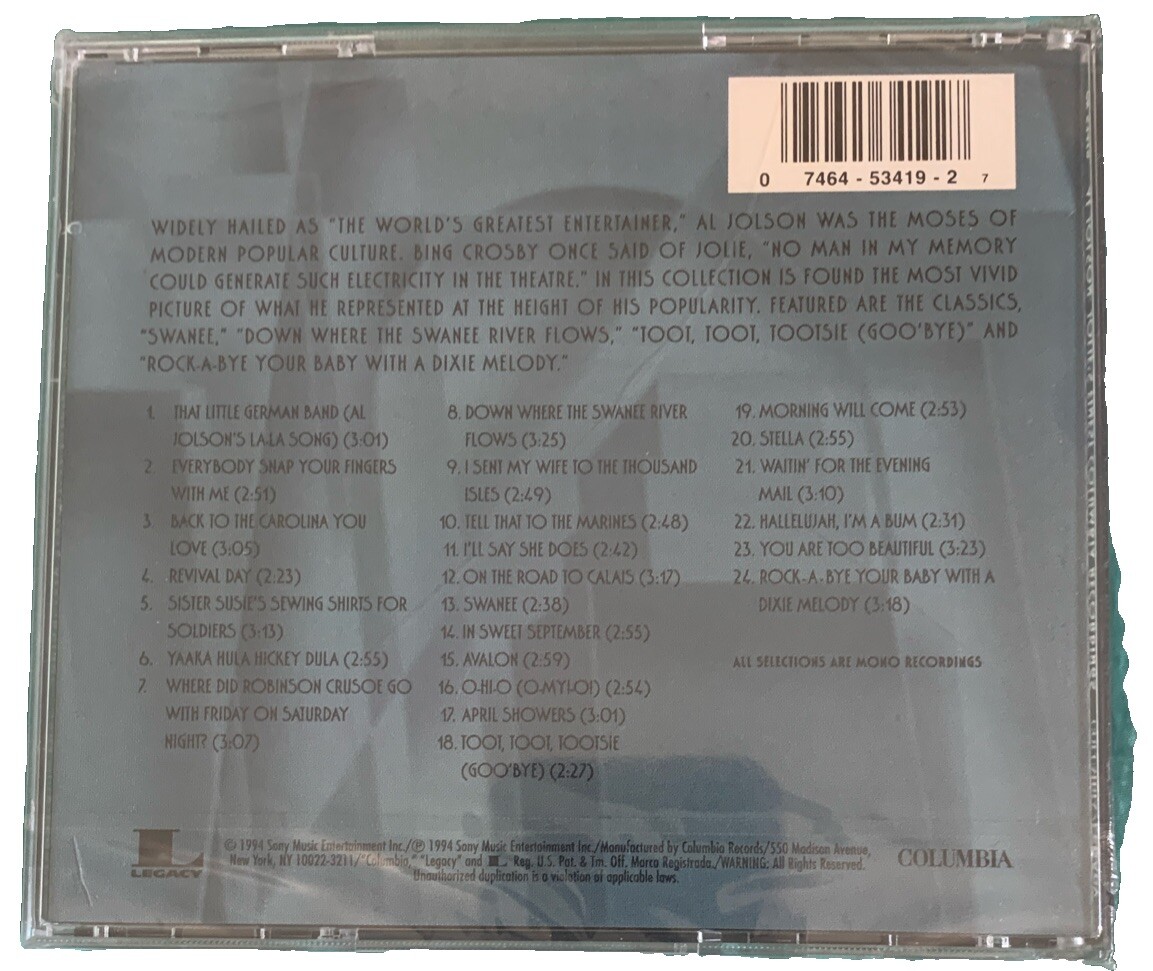 0 7464 - 53419 - 2 7
WIDELY HAILED AS "THE WORLD'S GREATEST ENTERTAINER," AL JOLSON WAS THE MOSES OF
MODERN POPULAR CULTURE. BING CROSBY ONCE SAID OF JOLIE, "NO MAN IN MY MEMORY
COULD GENERATE SUCH ELECTRICITY IN THE THEATRE." IN THIS COLLECTION IS FOUND THE MOST VIVID
PICTURE OF WHAT HE REPRESENTED AT THE HEIGHT OF HIS POPULARITY. FEATURED ARE THE CLASSICS,
"SWANEE," "DOWN WHERE THE SWANEE RIVER FLOWS," "TOOT, TOOT, TOOTSIE (GOO'BYE)" AND
"ROCK-A-BYE YOUR BABY WITH A DIXIE MELODY."
1. THAT LITTLE GERMAN BAND (AL
JOLSON'S LA-LA SONG) (3:01)
2. EVERYBODY SNAP YOUR FINGERS
WITH ME (2:51)
3. BACK TO THE CAROLINA YOU
LOVE (3:05)
4. REVIVAL DAY (2:23)
5. SISTER SUSIE'S SEWING SHIRTS FOR
SOLDIERS (3:13)
6. YAAKA HULA HICKEY DULA (2:55)
7. WHERE DID ROBINSON CRUSOE GO
WITH FRIDAY ON SATURDAY
NIGHT? (3:07)
8. DOWN WHERE THE SWANEE RIVER
FLOWS (3:25)
9. I SENT MY WIFE TO THE THOUSAND
ISLES (2:49)
10. TELL THAT TO THE MARINES (2:48)
11. I'LL SAY SHE DOES (2:42)
12. ON THE ROAD TO CALAIS (3:17)
13. SWANEE (2:38)
14. IN SWEET SEPTEMBER (2:55)
15. AVALON (2:59)
16. O-HI-O (O-MY!-O!) (2:54)
17. APRIL SHOWERS (3:01)
18. TOOT, TOOT, TOOTSIE
(GOO'BYE) (2:27)
19. MORNING WILL COME (2:53)
20. STELLA (2:55)
21. WAITIN' FOR THE EVENING
MAIL (3:10)
22. HALLELUJAH, I'M A BUM (2:31)
23. YOU ARE TOO BEAUTIFUL (3:23)
24. ROCK-A-BYE YOUR BABY WITH A
DIXIE MELODY (3:18)
ALL SELECTIONS ARE MONO RECORDINGS
L
LEGACY
© 1994 Sony Music Entertainment Inc./℗ 1994 Sony Music Entertainment Inc./Manufactured by Columbia Records/550 Madison Avenue,
New York, NY 10022-3211/"Columbia," "Legacy" and L Reg. U.S. Pat. & Tm. Off. Marca Registrada./WARNING: All Rights Reserved.
Unauthorized duplication is a violation of applicable laws.
COLUMBIA